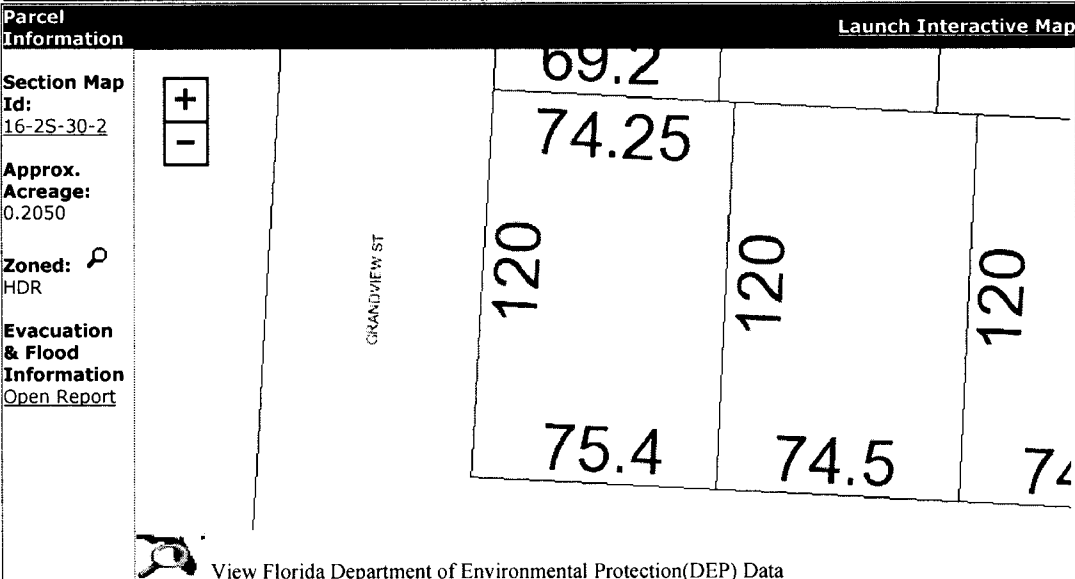 Parcel
Information
Launch Interactive Map
Section Map
Id:
16-2S-30-2
Approx.
Acreage:
0.2050
Zoned:
HDR
Evacuation
& Flood
Information
Open Report
+
−
69.2
74.25
120
120
120
GRANDVIEW ST
75.4
74.5
74
View Florida Department of Environmental Protection(DEP) Data